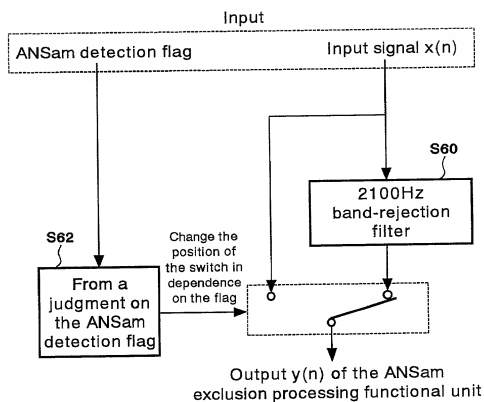 Input
ANSam detection flag
Input signal x(n)
S60
2100Hz
band-rejection
filter
S62
Change the
position of
the switch in
dependence
on the flag
From a
judgment on
the ANSam
detection flag
Output y(n) of the ANSam
exclusion processing functional unit